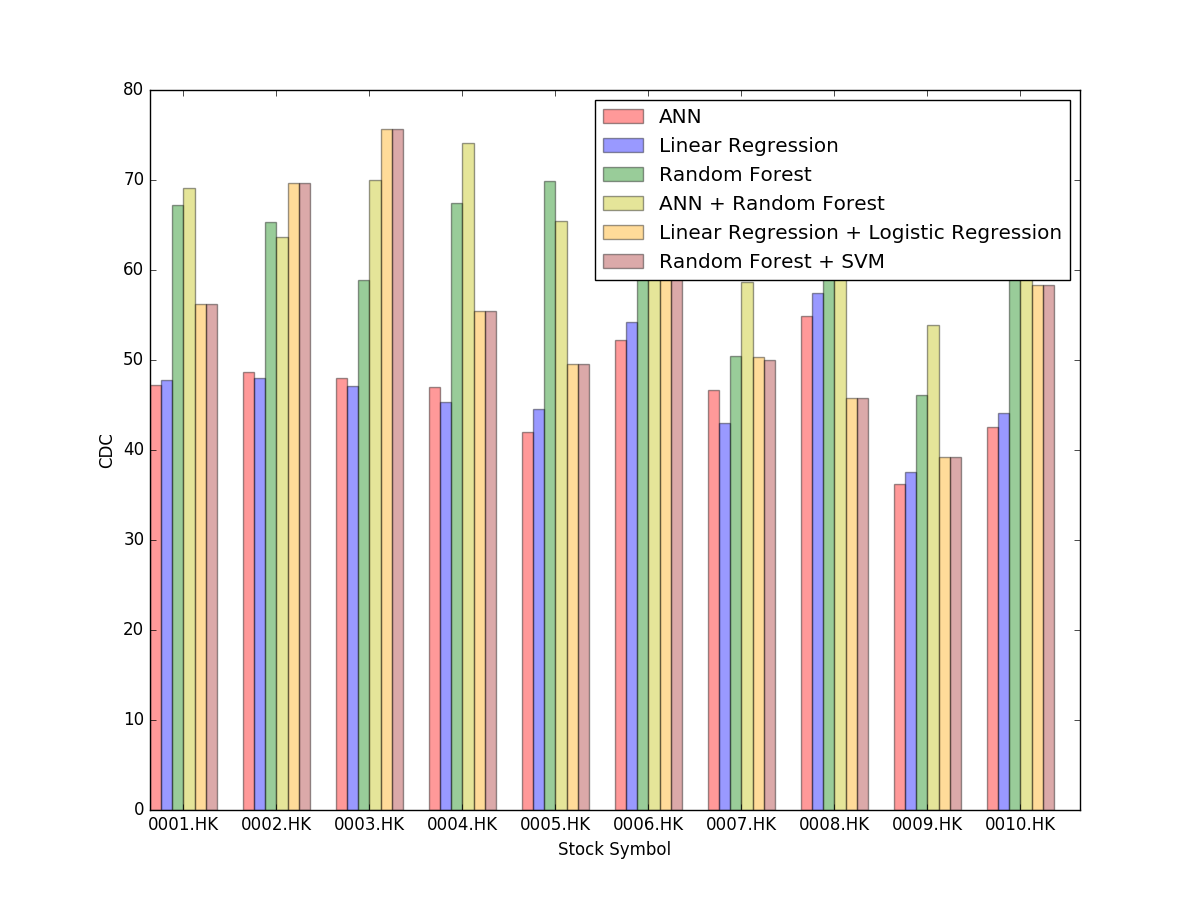 80
70
60
50
40
30
20
10
0
CDC
ANN
Linear Regression
Random Forest
ANN + Random Forest
Linear Regression + Logistic Regression
Random Forest + SVM
0001.HK 0002.HK 0003.HK 0004.HK 0005.HK 0006.HK 0007.HK 0008.HK 0009.HK 0010.HK
Stock Symbol